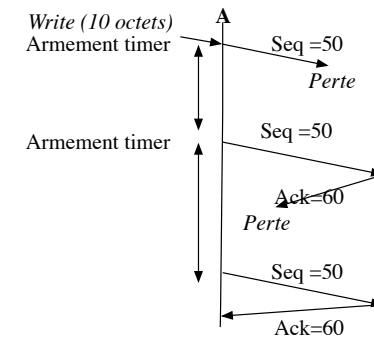 Write (10 octets)
A
Armement timer
Seq =50
Perte
Seq =50
Armement timer
Ack=60
Perte
Seq =50
Ack=60